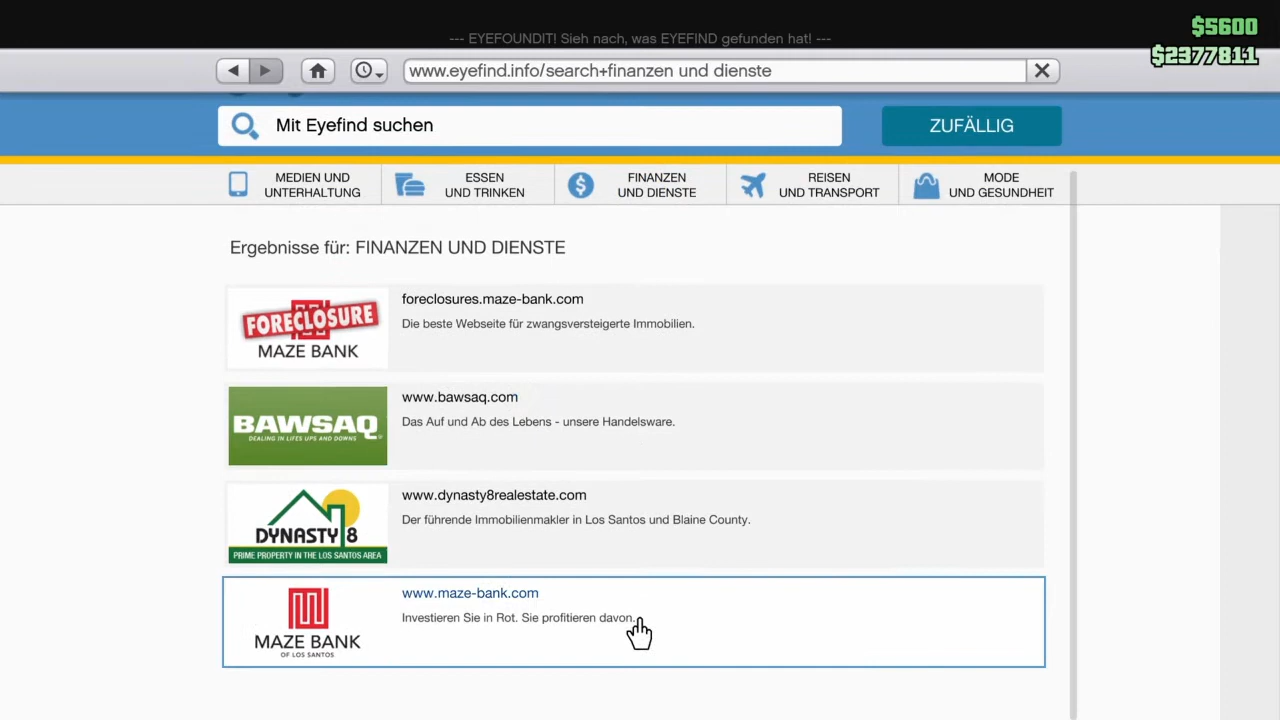 $5600
--- EYEFOUNDIT! Sieh nach, was EYEFIND gefunden hat! ---
$2377811
www.eyefind.info/search+finanzen und dienste
Mit Eyefind suchen
ZUFÄLLIG
MEDIEN UND
UNTERHALTUNG
ESSEN
UND TRINKEN
FINANZEN
UND DIENSTE
REISEN
UND TRANSPORT
MODE
UND GESUNDHEIT
Ergebnisse für: FINANZEN UND DIENSTE
FORECLOSURE
MAZE BANK
foreclosures.maze-bank.com
Die beste Webseite für zwangsversteigerte Immobilien.
BAWSAQ
DEALING IN LIFES UPS AND DOWNS
www.bawsaq.com
Das Auf und Ab des Lebens - unsere Handelsware.
DYNASTY 8
PRIME PROPERTY IN THE LOS SANTOS AREA
www.dynasty8realestate.com
Der führende Immobilienmakler in Los Santos und Blaine County.
MAZE BANK
OF LOS SANTOS
www.maze-bank.com
Investieren Sie in Rot. Sie profitieren davon.